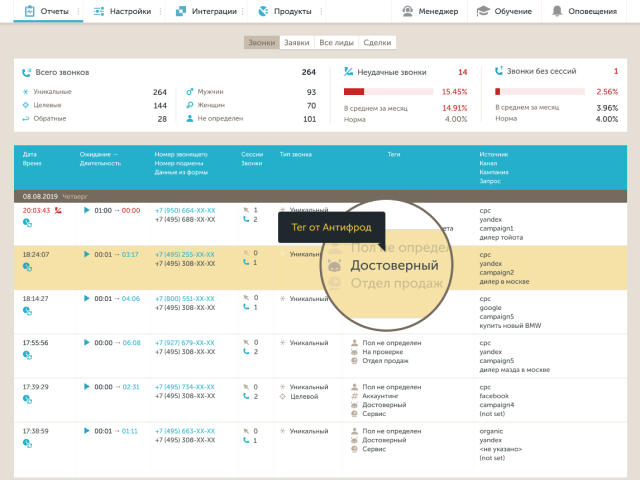 Отчеты Настройки Интеграции Продукты Менеджер Обучение Оповещения
Звонки Заявки Все лиды Сделки
Всего звонков 264
Уникальные 264
Целевые 144
Обратные 28
Мужчин 93
Женщин 70
Не определен 101
Неудачные звонки 14
15.45%
В среднем за месяц 14.91%
Норма 4.00%
Звонки без сессий 1
2.56%
В среднем за месяц 3.96%
Норма 4.00%
Дата
Время
Ожидание —
Длительность
Номер звонящего
Номер подмены
Данные из формы
Сессии
Звонки
Тип звонка
Теги
Источник
Канал
Кампания
Запрос
08.08.2019 Четверг
20:03:43 01:00 → 00:00
+7 (950) 664-XX-XX
+7 (495) 688-XX-XX
1
2
Уникальный
cpc
yandex
campaign1
дилер тойота
Тег от Антифрод
18:24:07 00:01 → 03:17
+7 (495) 255-XX-XX
+7 (495) 308-XX-XX
0
1
Уникальный
Пол не определ
Достоверный
Отдел продаж
cpc
yandex
campaign2
дилер в москве
18:14:27 00:01 → 04:06
+7 (800) 551-XX-XX
+7 (495) 308-XX-XX
0
1
Уникальный
cpc
google
campaign5
купить новый BMW
17:55:56 00:00 → 06:08
+7 (927) 679-XX-XX
+7 (495) 308-XX-XX
0
2
Уникальный
Пол не определен
На проверке
Отдел продаж
cpc
yandex
campaign5
дилер мазда в москве
17:39:29 00:00 → 02:31
+7 (495) 734-XX-XX
+7 (495) 308-XX-XX
0
2
Уникальный
Целевой
Пол не определен
Аккаунтинг
Достоверный
Сервис
cpc
facebook
campaign4
(not set)
17:38:59 00:01 → 01:11
+7 (495) 663-XX-XX
+7 (495) 308-XX-XX
0
1
Уникальный
Пол не определен
Достоверный
Сервис
organic
yandex
<не указано>
(not set)